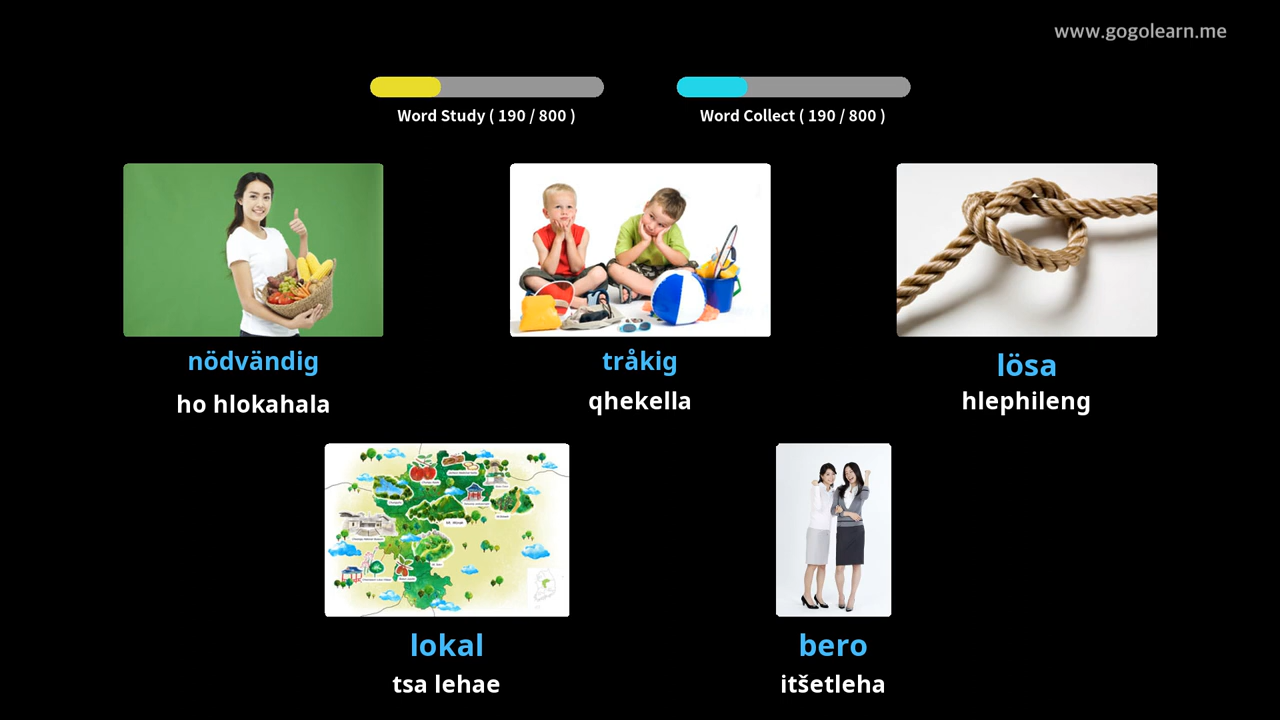 www.gogolearn.me
Word Study ( 190 / 800 )
Word Collect ( 190 / 800 )
nödvändig
tråkig
lösa
ho hlokahala
qhekella
hlephileng
lokal
bero
tsa lehae
itšetleha